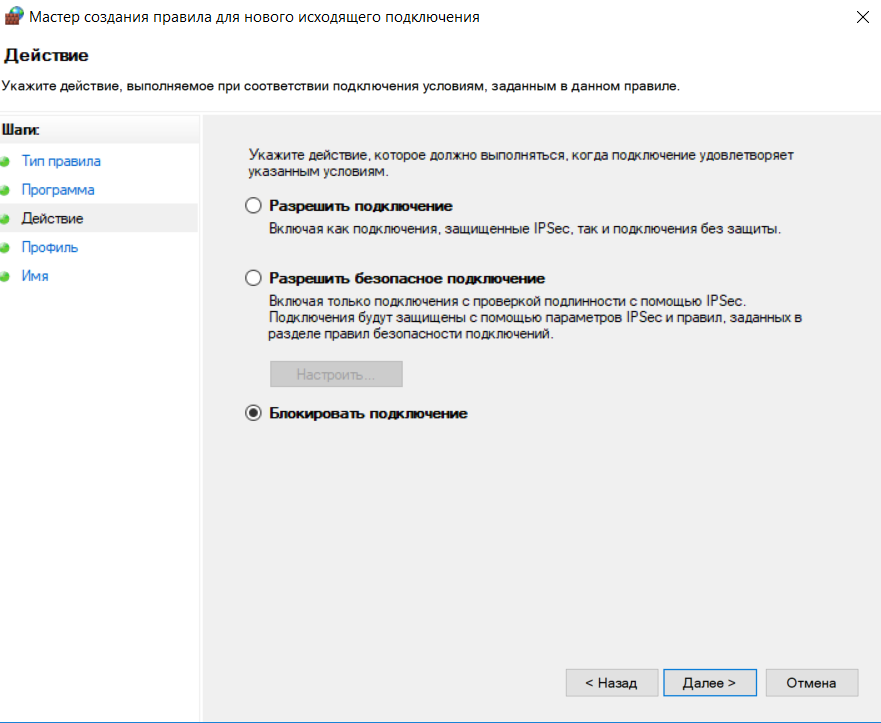 Мастер создания правила для нового исходящего подключения
Действие
Укажите действие, выполняемое при соответствии подключения условиям, заданным в данном правиле.
Шаги:
Тип правила
Программа
Действие
Профиль
Имя
Укажите действие, которое должно выполняться, когда подключение удовлетворяет
указанным условиям.
Разрешить подключение
Включая как подключения, защищенные IPSec, так и подключения без защиты.
Разрешить безопасное подключение
Включая только подключения с проверкой подлинности с помощью IPSec.
Подключения будут защищены с помощью параметров IPSec и правил, заданных в
разделе правил безопасности подключений.
Настроить...
Блокировать подключение
< Назад
Далее >
Отмена